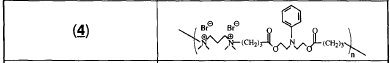 (4)
Br⊖ Br⊖
N⊕ N⊕ (CH₂)₃ O O N O O (CH₂)₃ n